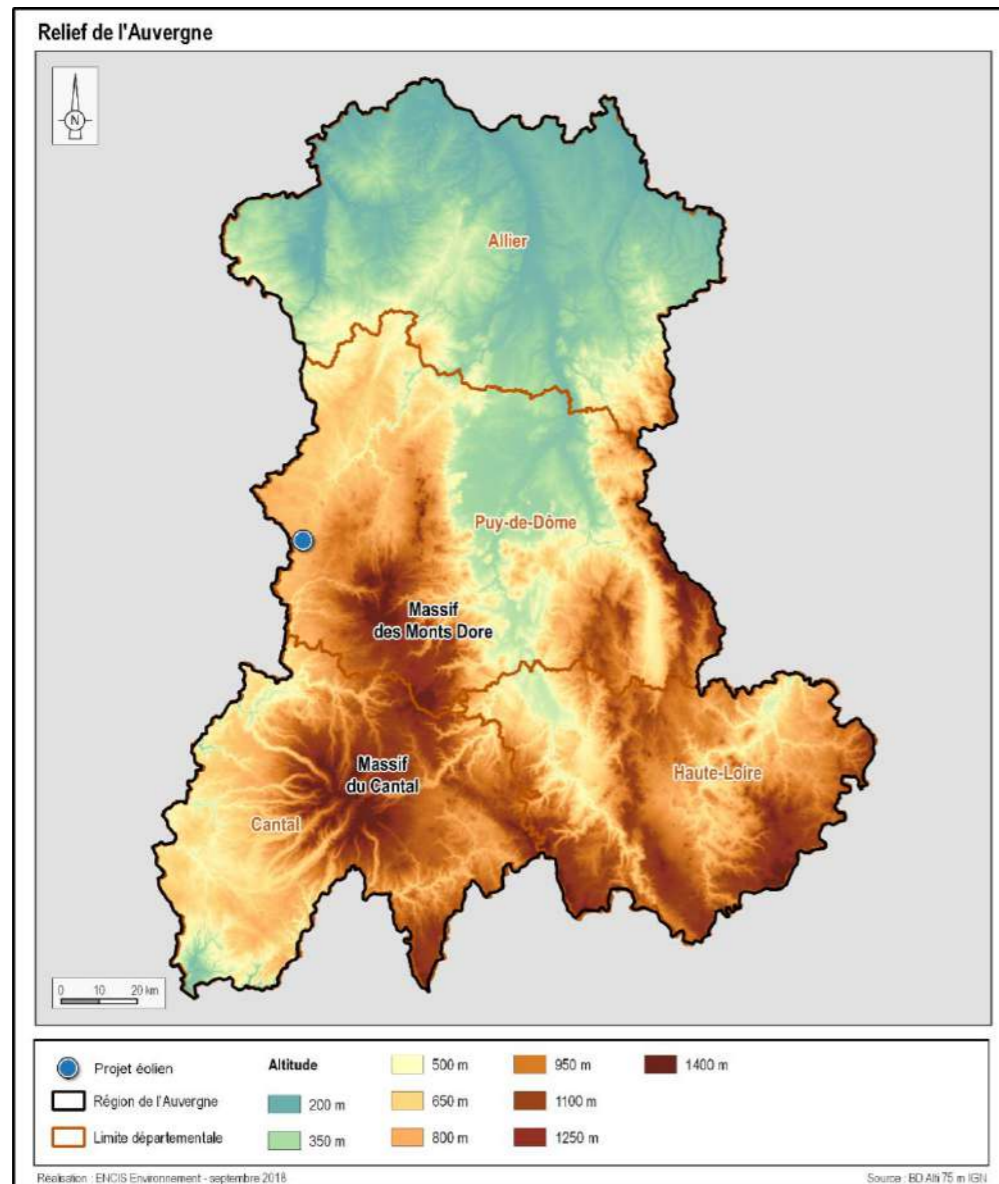 Relief de l'Auvergne
N
Allier
Puy-de-Dôme
Massif
des Monts Dore
Massif
du Cantal
Haute-Loire
Cantal
0 10 20 km
Projet éolien
Région de l'Auvergne
Limite départementale
Altitude
200 m
350 m
500 m
650 m
800 m
950 m
1100 m
1250 m
1400 m
Réalisation : ENCIS Environnement - septembre 2018
Source : BD Alti 75 m IGN